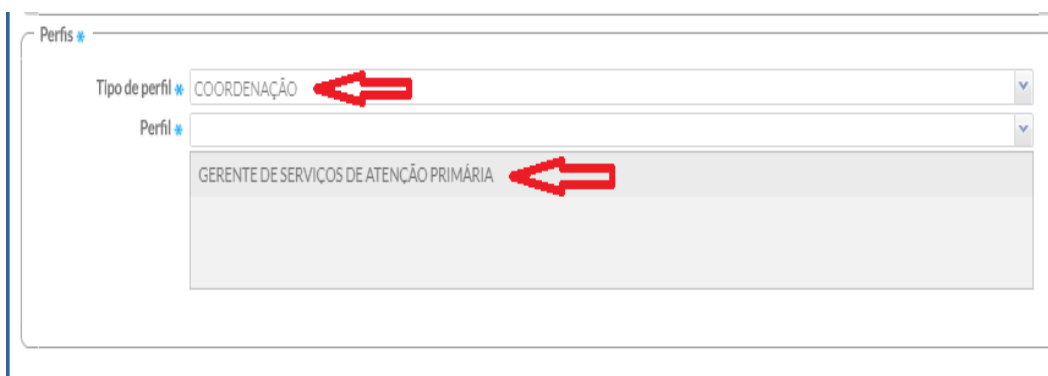 Perfis *
Tipo de perfil * COORDENAÇÃO
Perfil *
GERENTE DE SERVIÇOS DE ATENÇÃO PRIMÁRIA